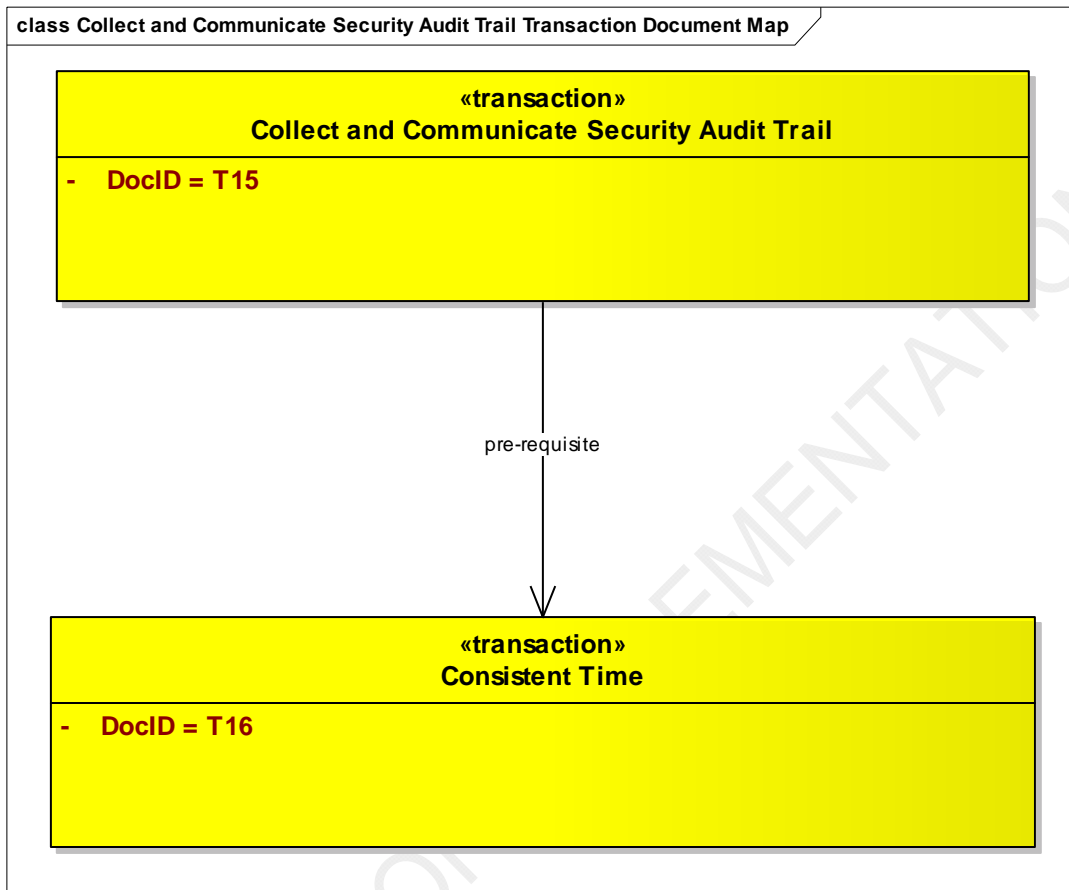 class Collect and Communicate Security Audit Trail Transaction Document Map
«transaction»
Collect and Communicate Security Audit Trail
- DocID = T15
pre-requisite
«transaction»
Consistent Time
- DocID = T16